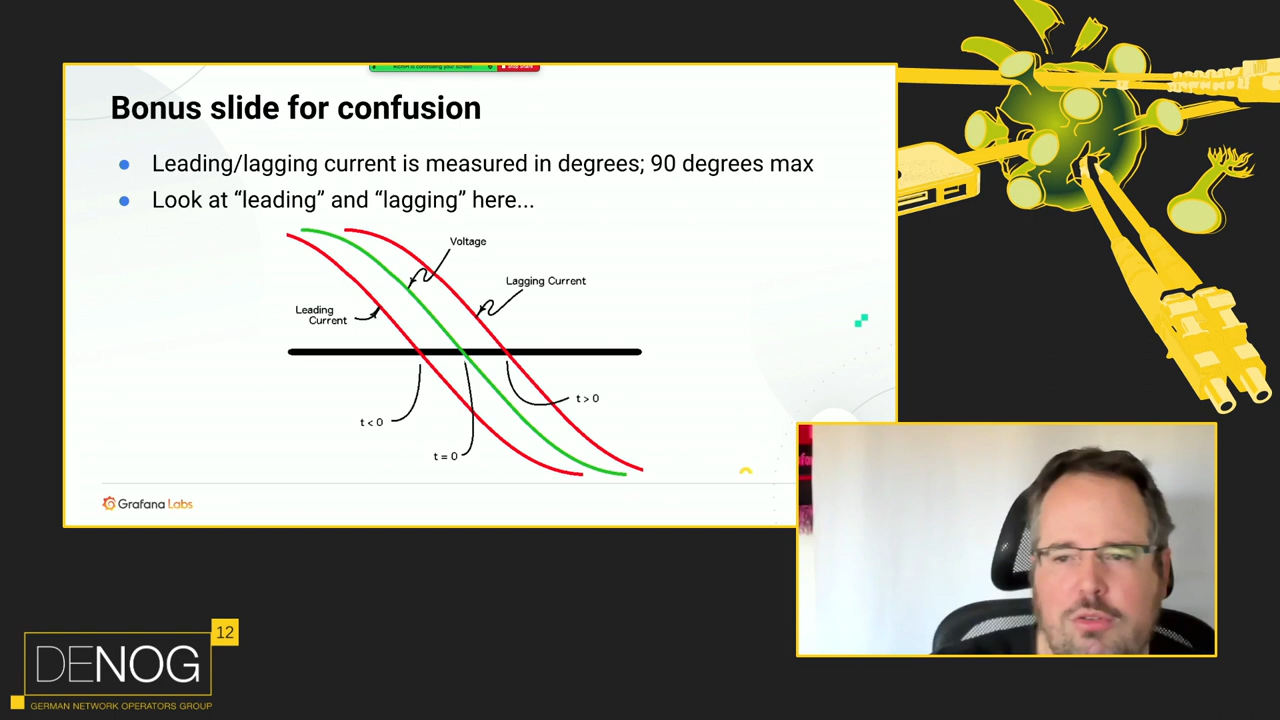 Bonus slide for confusion
Leading/lagging current is measured in degrees; 90 degrees max
Look at “leading” and “lagging” here...
Voltage
Lagging Current
Leading
Current
t > 0
t < 0
t = 0
Grafana Labs
12
DENOG
GERMAN NETWORK OPERATORS GROUP